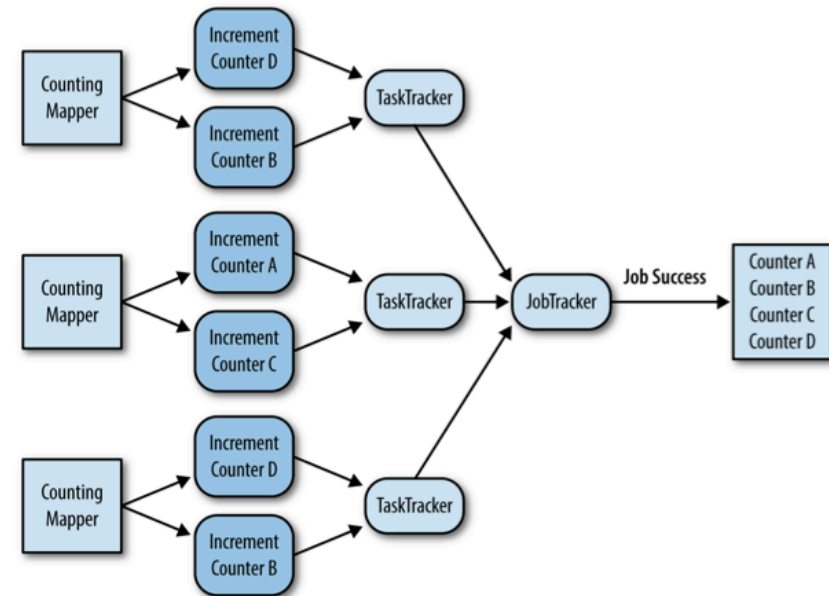 Counting
Mapper
Increment
Counter D
Increment
Counter B
TaskTracker
Counting
Mapper
Increment
Counter A
Increment
Counter C
TaskTracker
JobTracker
Job Success
Counter A
Counter B
Counter C
Counter D
Counting
Mapper
Increment
Counter D
Increment
Counter B
TaskTracker